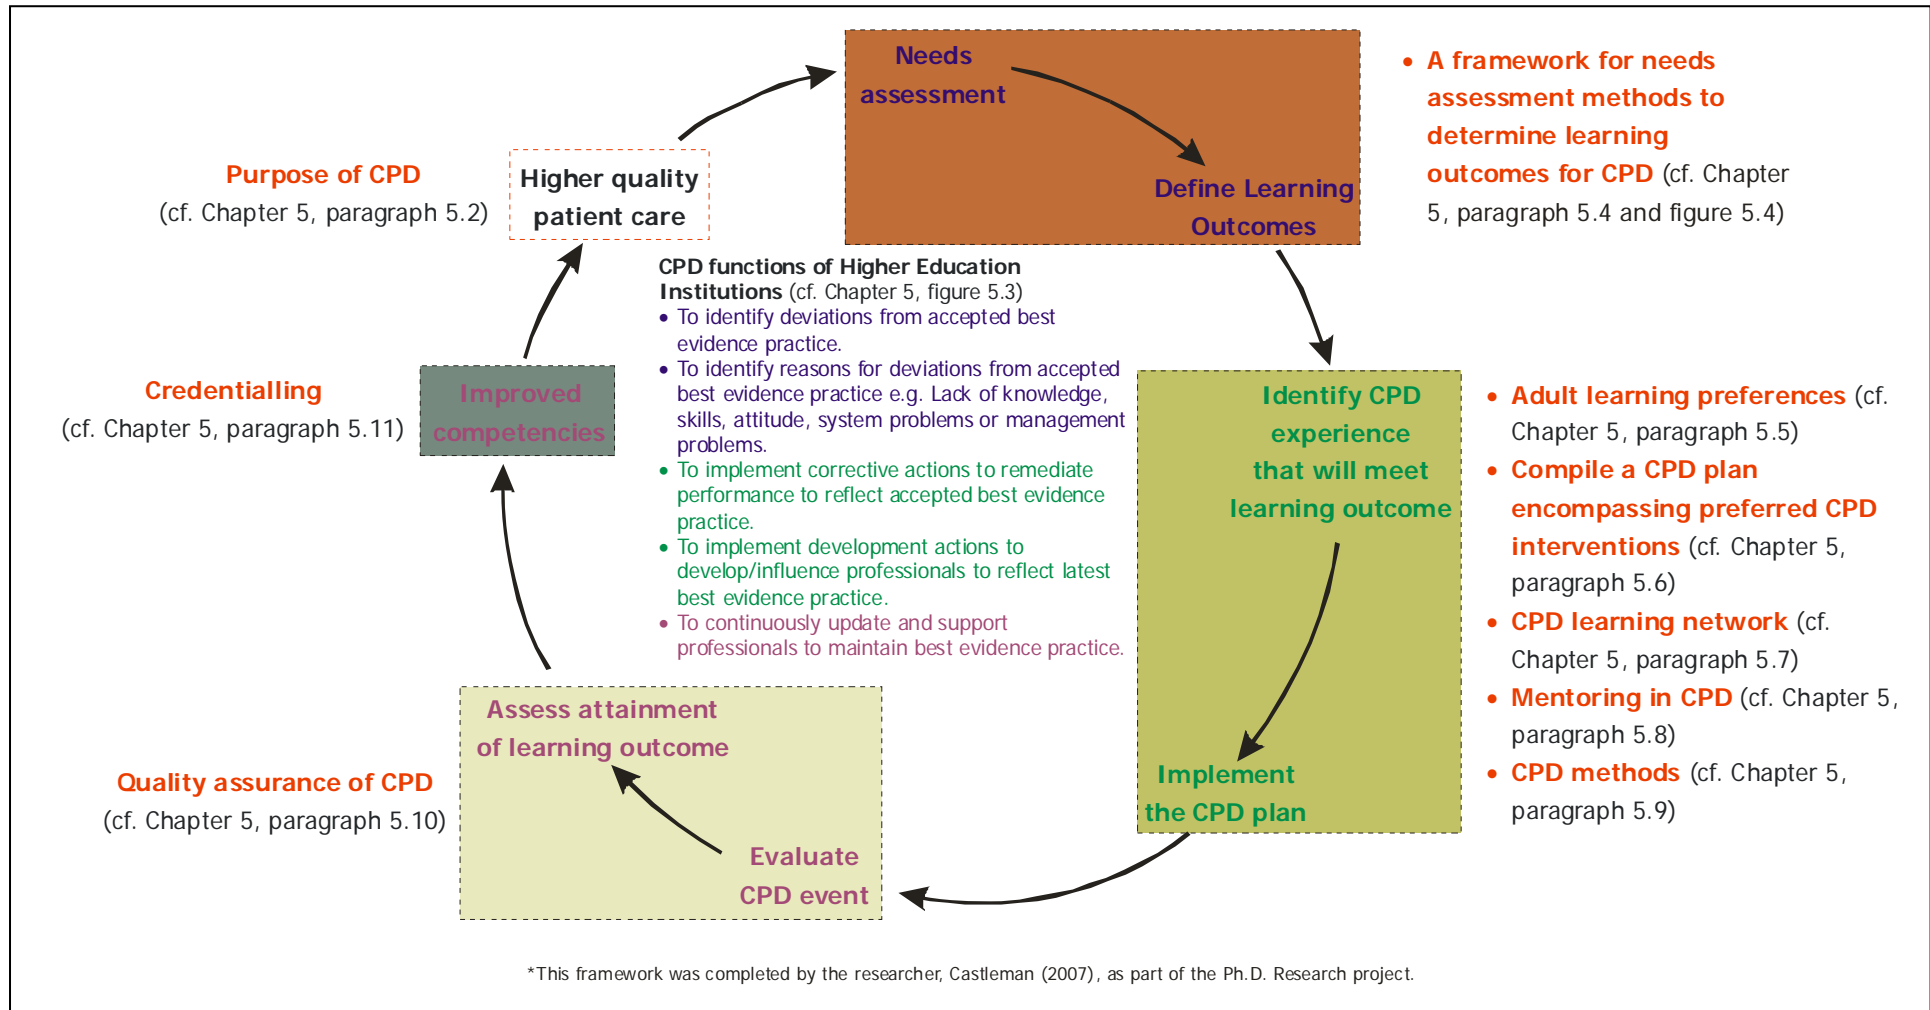 Needs
assessment
Define Learning
Outcomes
• A framework for needs
assessment methods to
determine learning
outcomes for CPD (cf. Chapter
5, paragraph 5.4 and figure 5.4)
Purpose of CPD
(cf. Chapter 5, paragraph 5.2)
Higher quality
patient care
CPD functions of Higher Education
Institutions (cf. Chapter 5, figure 5.3)
• To identify deviations from accepted best
evidence practice.
• To identify reasons for deviations from accepted
best evidence practice e.g. Lack of knowledge,
skills, attitude, system problems or management
problems.
• To implement corrective actions to remediate
performance to reflect accepted best evidence
practice.
• To implement development actions to
develop/influence professionals to reflect latest
best evidence practice.
• To continuously update and support
professionals to maintain best evidence practice.
Credentialling
(cf. Chapter 5, paragraph 5.11)
Improved
competencies
Identify CPD
experience
that will meet
learning outcome
Implement
the CPD plan
• Adult learning preferences (cf.
Chapter 5, paragraph 5.5)
• Compile a CPD plan
encompassing preferred CPD
interventions (cf. Chapter 5,
paragraph 5.6)
• CPD learning network (cf.
Chapter 5, paragraph 5.7)
• Mentoring in CPD (cf. Chapter 5,
paragraph 5.8)
• CPD methods (cf. Chapter 5,
paragraph 5.9)
Assess attainment
of learning outcome
Evaluate
CPD event
Quality assurance of CPD
(cf. Chapter 5, paragraph 5.10)
*This framework was completed by the researcher, Castleman (2007), as part of the Ph.D. Research project.